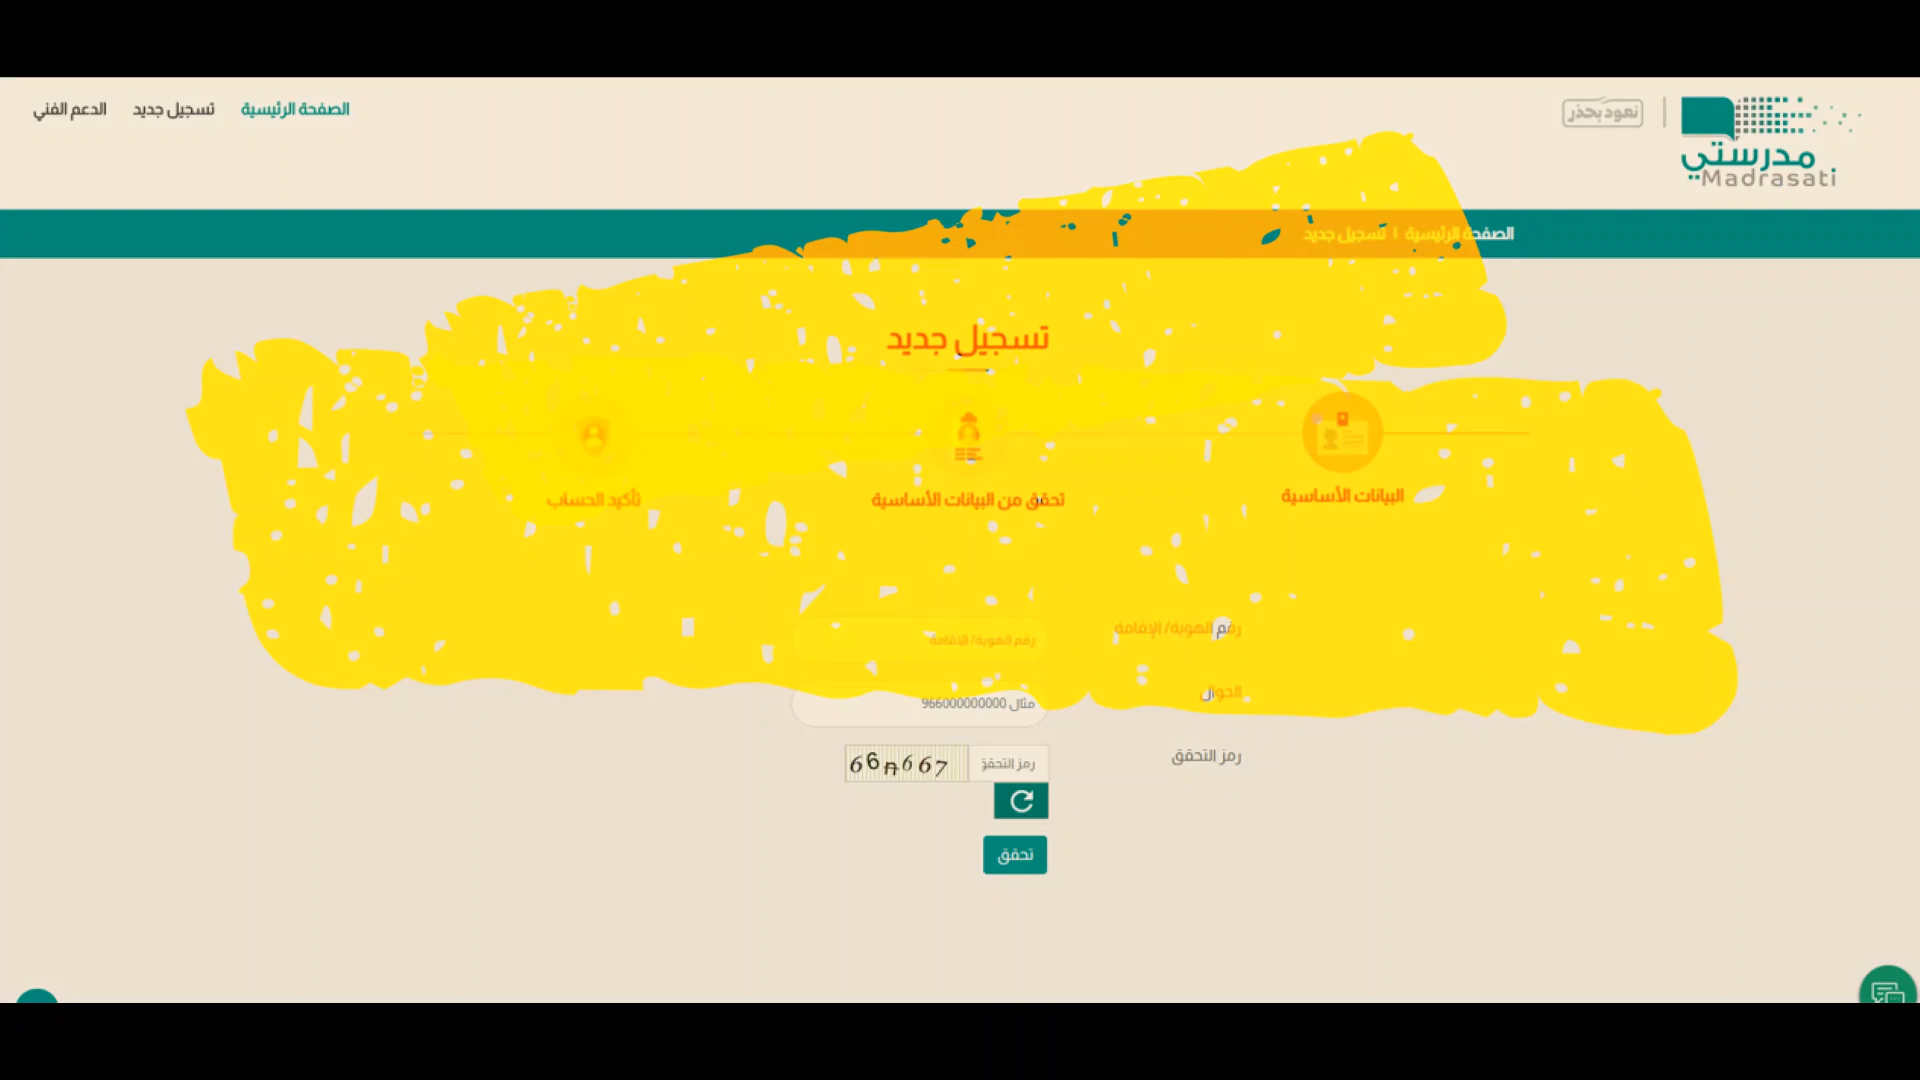 مدرستي
Madrasati
نعود بحذر
الصفحة الرئيسية
تسجيل جديد
الدعم الفني
الصفحة الرئيسية | تسجيل جديد
تسجيل جديد
البيانات الأساسية
تحقق من البيانات الأساسية
تأكيد الحساب
رقم الهوية/ الإقامة
رقم الهوية/ الإقامة
الجوال
مثال 966000000000
رمز التحقق
رمز التحقق
66n667
تحقق